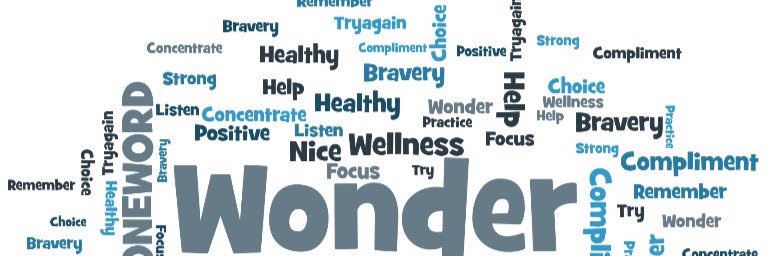 Remember
Bravery
Tryagain
Choice
Tryagain
Strong
Concentrate
Healthy
Compliment
Positive
Compliment
Strong
Help
Bravery
Help
Choice
Listen
Concentrate
Healthy
Wonder
Wellness
Help
Practice
Positive
Listen
Practice
Bravery
Practice
ONEWORD
Tryagain
Bravery
Nice
Wellness
Focus
Strong
Compliment
Choice
Focus
Try
Remember
Healthy
Wonder
Remember
Try
Wonder
Choice
Bravery
Focus
Concentrate